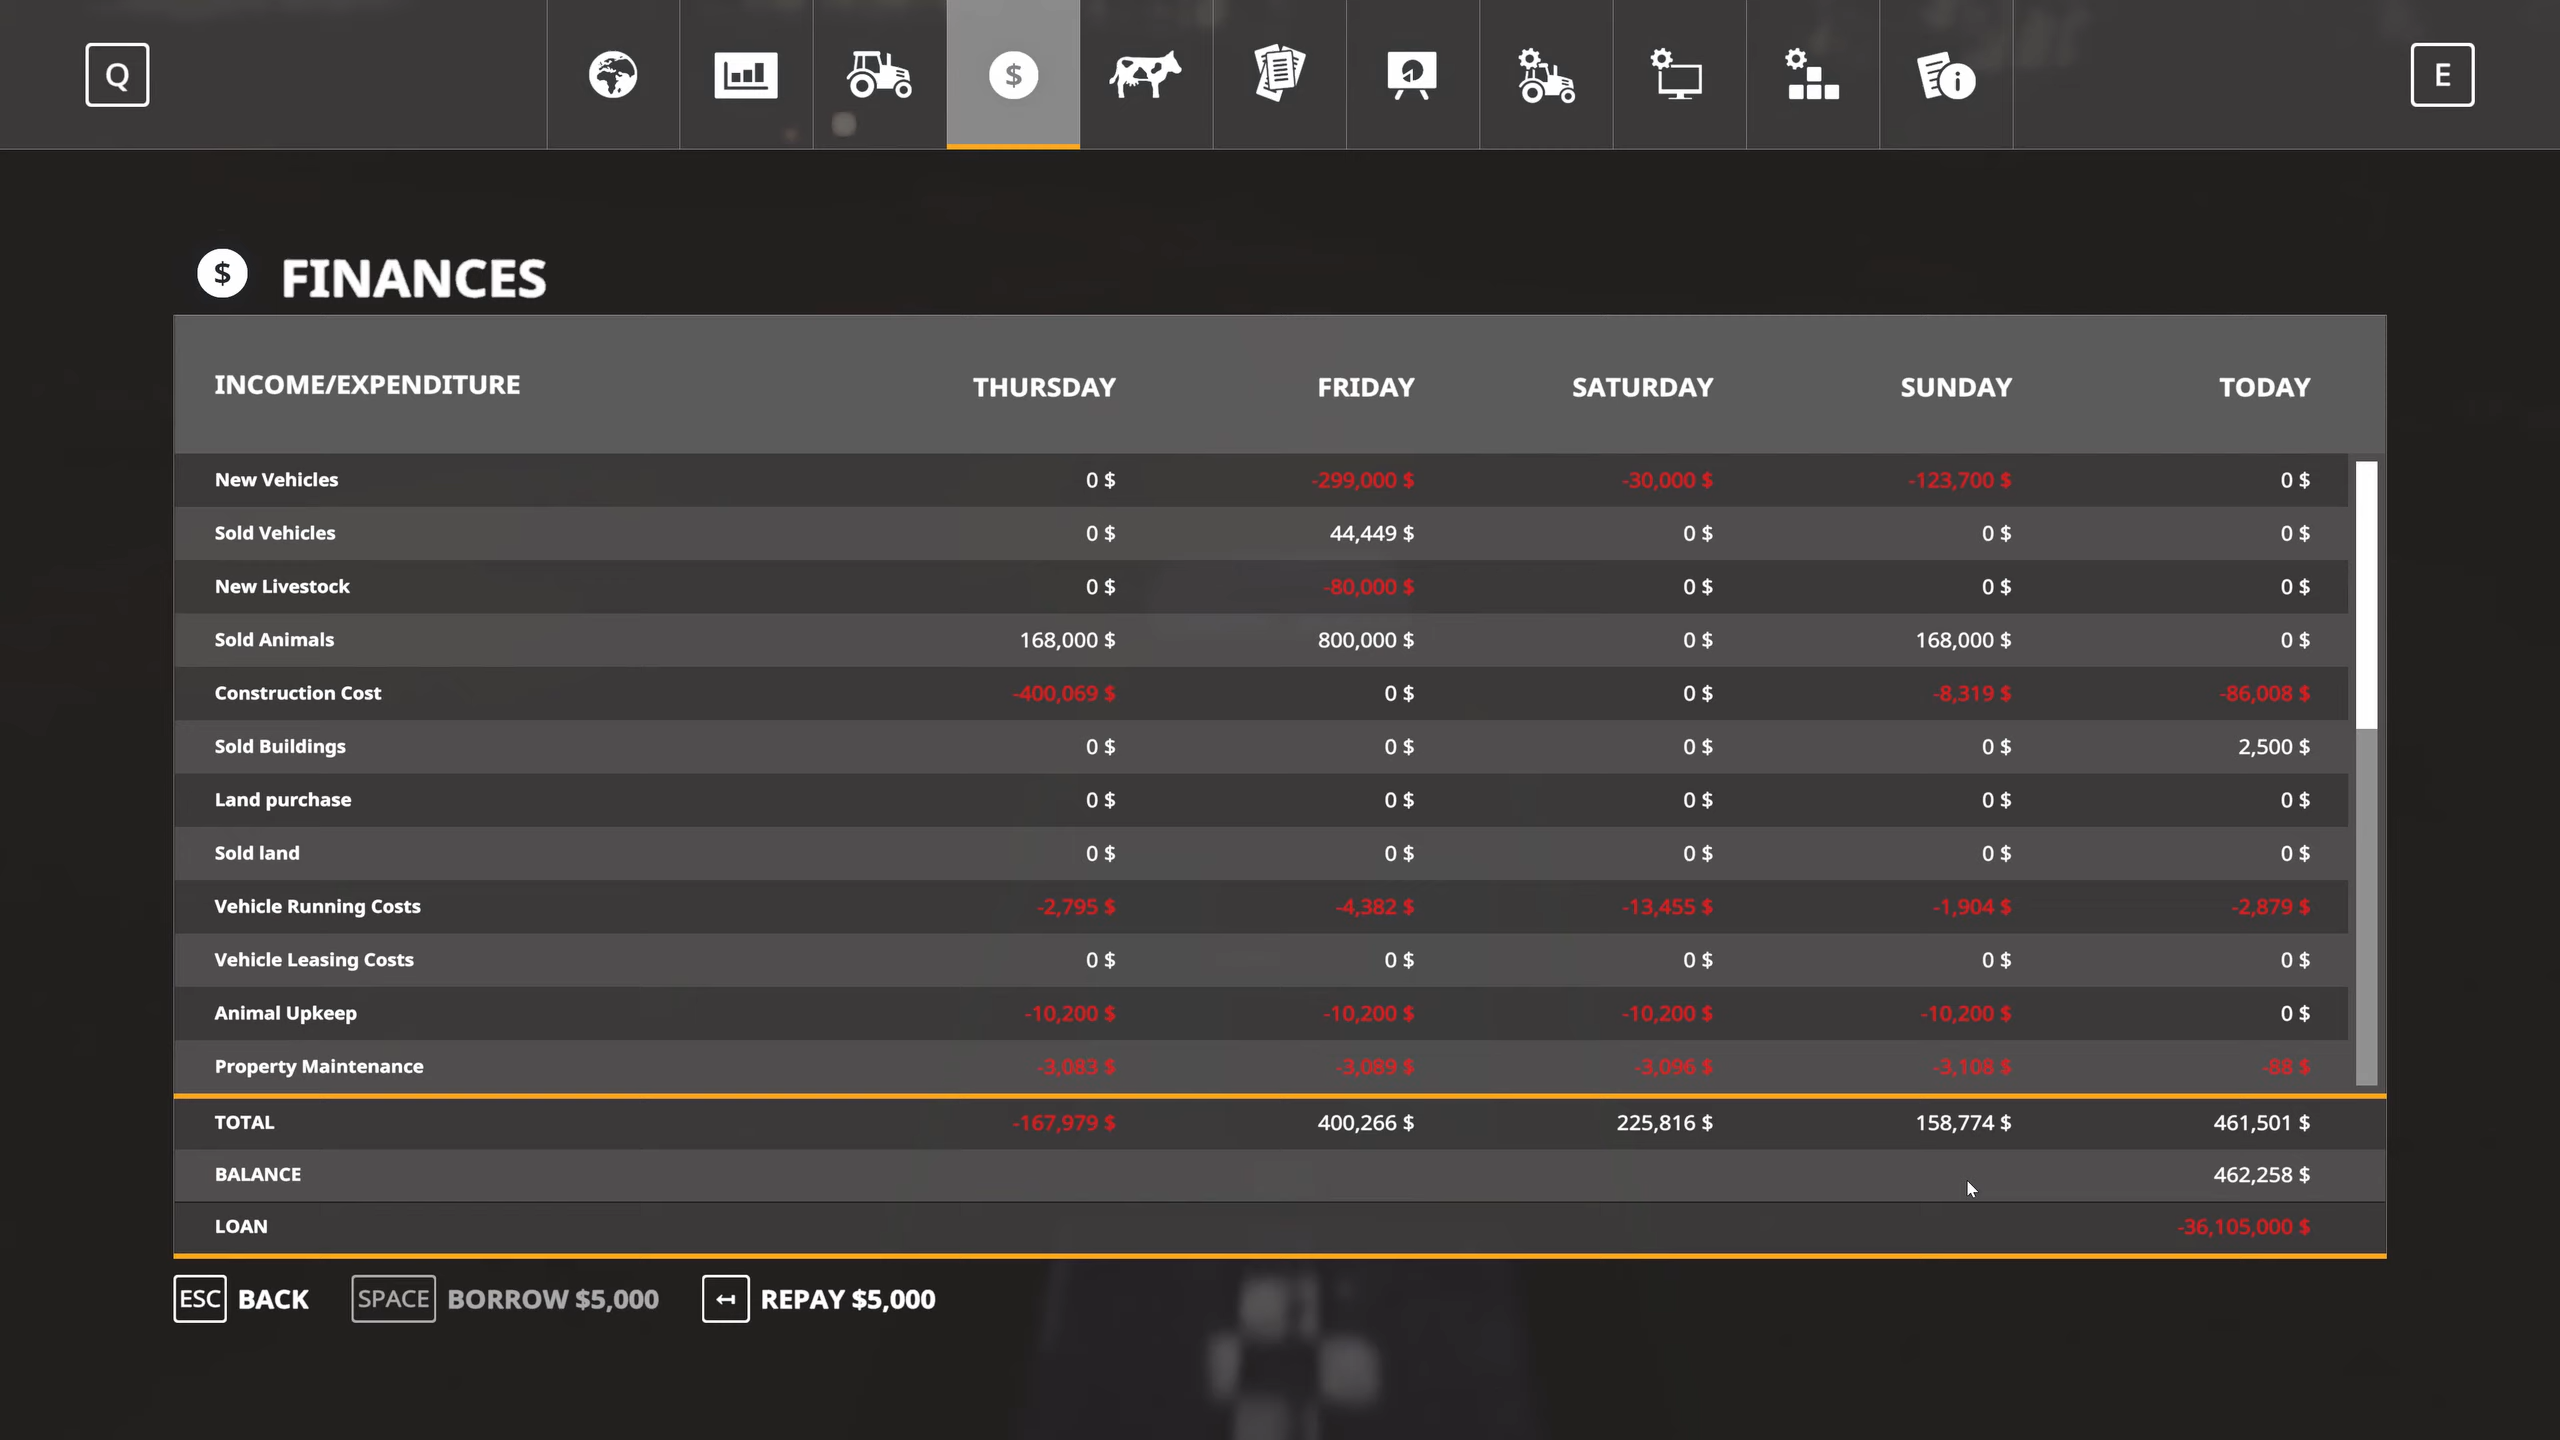 Q
E
$
$ FINANCES
INCOME/EXPENDITURE THURSDAY FRIDAY SATURDAY SUNDAY TODAY
New Vehicles 0 $ -299,000 $ -30,000 $ -123,700 $ 0 $
Sold Vehicles 0 $ 44,449 $ 0 $ 0 $ 0 $
New Livestock 0 $ -80,000 $ 0 $ 0 $ 0 $
Sold Animals 168,000 $ 800,000 $ 0 $ 168,000 $ 0 $
Construction Cost -400,069 $ 0 $ 0 $ -8,319 $ -86,008 $
Sold Buildings 0 $ 0 $ 0 $ 0 $ 2,500 $
Land purchase 0 $ 0 $ 0 $ 0 $ 0 $
Sold land 0 $ 0 $ 0 $ 0 $ 0 $
Vehicle Running Costs -2,795 $ -4,382 $ -13,455 $ -1,904 $ -2,879 $
Vehicle Leasing Costs 0 $ 0 $ 0 $ 0 $ 0 $
Animal Upkeep -10,200 $ -10,200 $ -10,200 $ -10,200 $ 0 $
Property Maintenance -3,083 $ -3,089 $ -3,096 $ -3,108 $ -88 $
TOTAL -167,979 $ 400,266 $ 225,816 $ 158,774 $ 461,501 $
BALANCE 462,258 $
LOAN -36,105,000 $
ESC BACK SPACE BORROW $5,000 REPAY $5,000